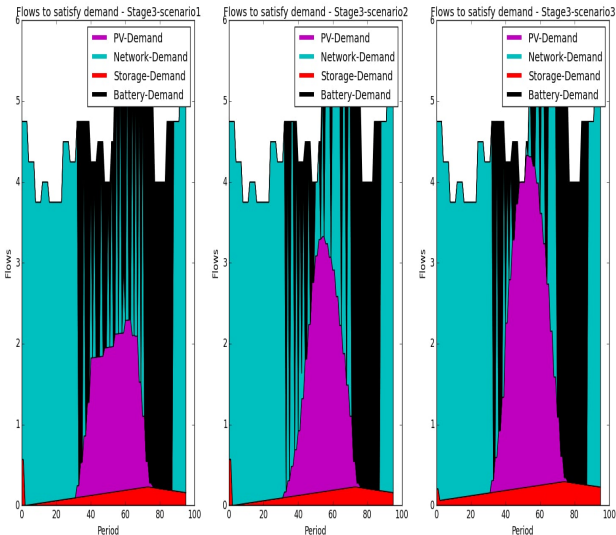 Flows to satisfy demand - Stage3-scenario1
Flows to satisfy demand - Stage3-scenario2
Flows to satisfy demand - Stage3-scenario3
PV-Demand
Network-Demand
Storage-Demand
Battery-Demand
PV-Demand
Network-Demand
Storage-Demand
Battery-Demand
PV-Demand
Network-Demand
Storage-Demand
Battery-Demand
Flows
6
5
4
3
2
1
0
0 20 40 60 80 100
Period
Flows
6
5
4
3
2
1
0
0 20 40 60 80 100
Period
Flows
6
5
4
3
2
1
0
0 20 40 60 80 100
Period